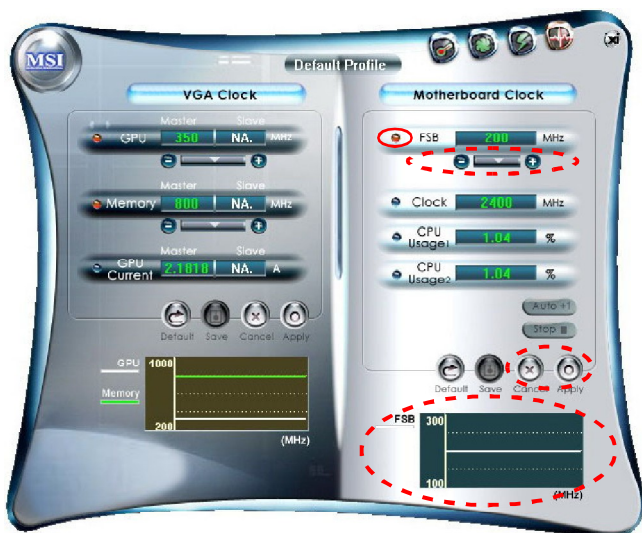 MSI
Default Profile
VGA Clock
Master Slave
GPU 350 NA. MHz
Master Slave
Memory 800 NA. MHz
Master Slave
GPU Current 2.1818 NA. A
Default Save Cancel Apply
GPU
Memory
1000
200
(MHz)
Motherboard Clock
FSB 200 MHz
Clock 2400 MHz
CPU Usage1 1.04 %
CPU Usage2 1.04 %
Auto +1
Stop
Default Save Cancel Apply
FSB
300
100
(MHz)